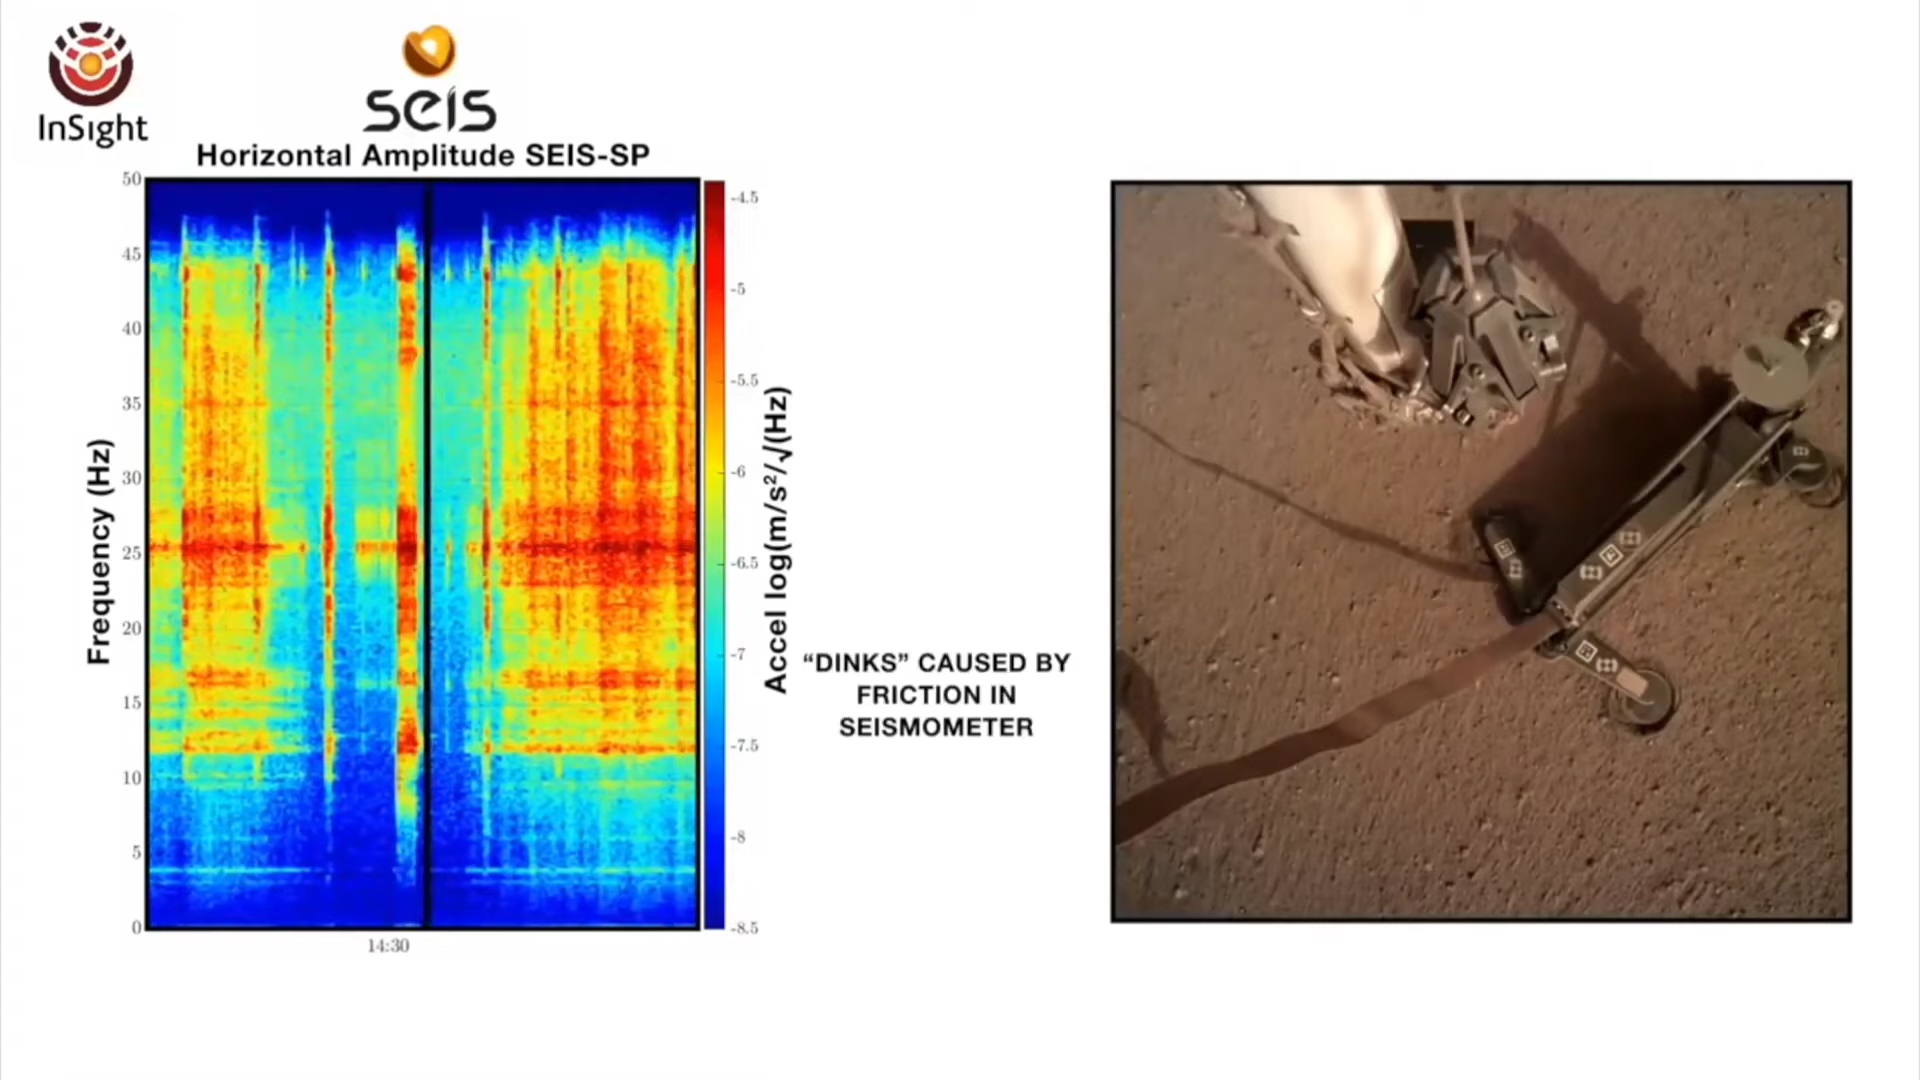 InSight
seis
Horizontal Amplitude SEIS-SP
50
45
40
35
30
25
20
15
10
5
0
Frequency (Hz)
14:30
-4.5
-5
-5.5
-6
-6.5
-7
-7.5
-8
-8.5
Accel log(m/s²/√(Hz)
“DINKS” CAUSED BY
FRICTION IN
SEISMOMETER